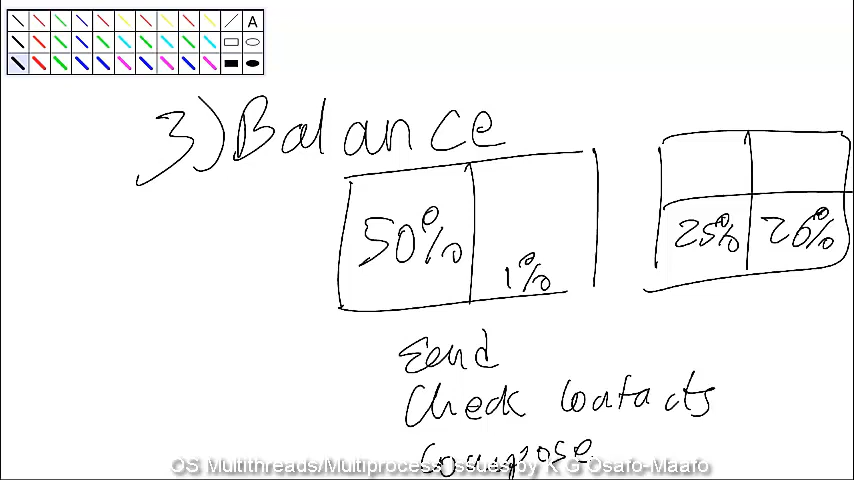 A
3) Balance
50% 1% 25% 26%
Send
Check contacts
compose
OS Multithreads/Multiprocess Issues by K G Osafo-Maafo